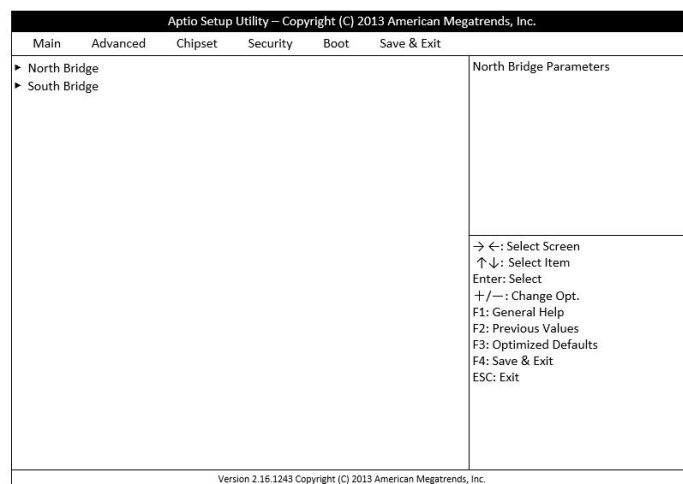 Aptio Setup Utility – Copyright (C) 2013 American Megatrends, Inc.
Main Advanced Chipset Security Boot Save & Exit
► North Bridge
► South Bridge
North Bridge Parameters
→ ←: Select Screen
↑↓: Select Item
Enter: Select
+/—: Change Opt.
F1: General Help
F2: Previous Values
F3: Optimized Defaults
F4: Save & Exit
ESC: Exit
Version 2.16.1243 Copyright (C) 2013 American Megatrends, Inc.